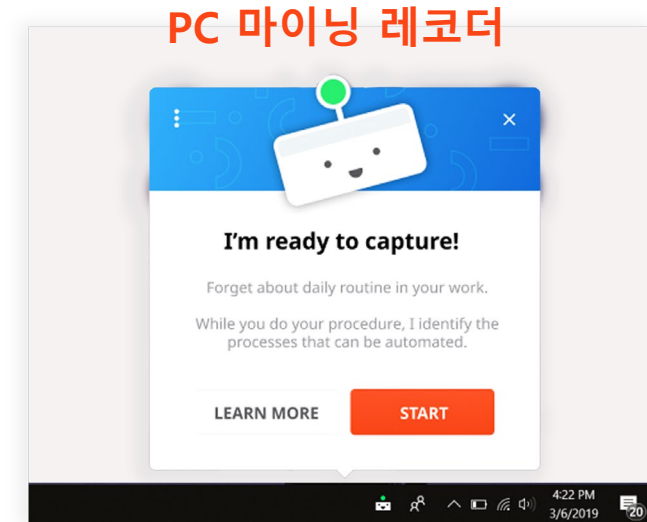 PC 마이닝 레코더
I'm ready to capture!
Forget about daily routine in your work.
While you do your procedure, I identify the
processes that can be automated.
LEARN MORE
START
4:22 PM
3/6/2019
20